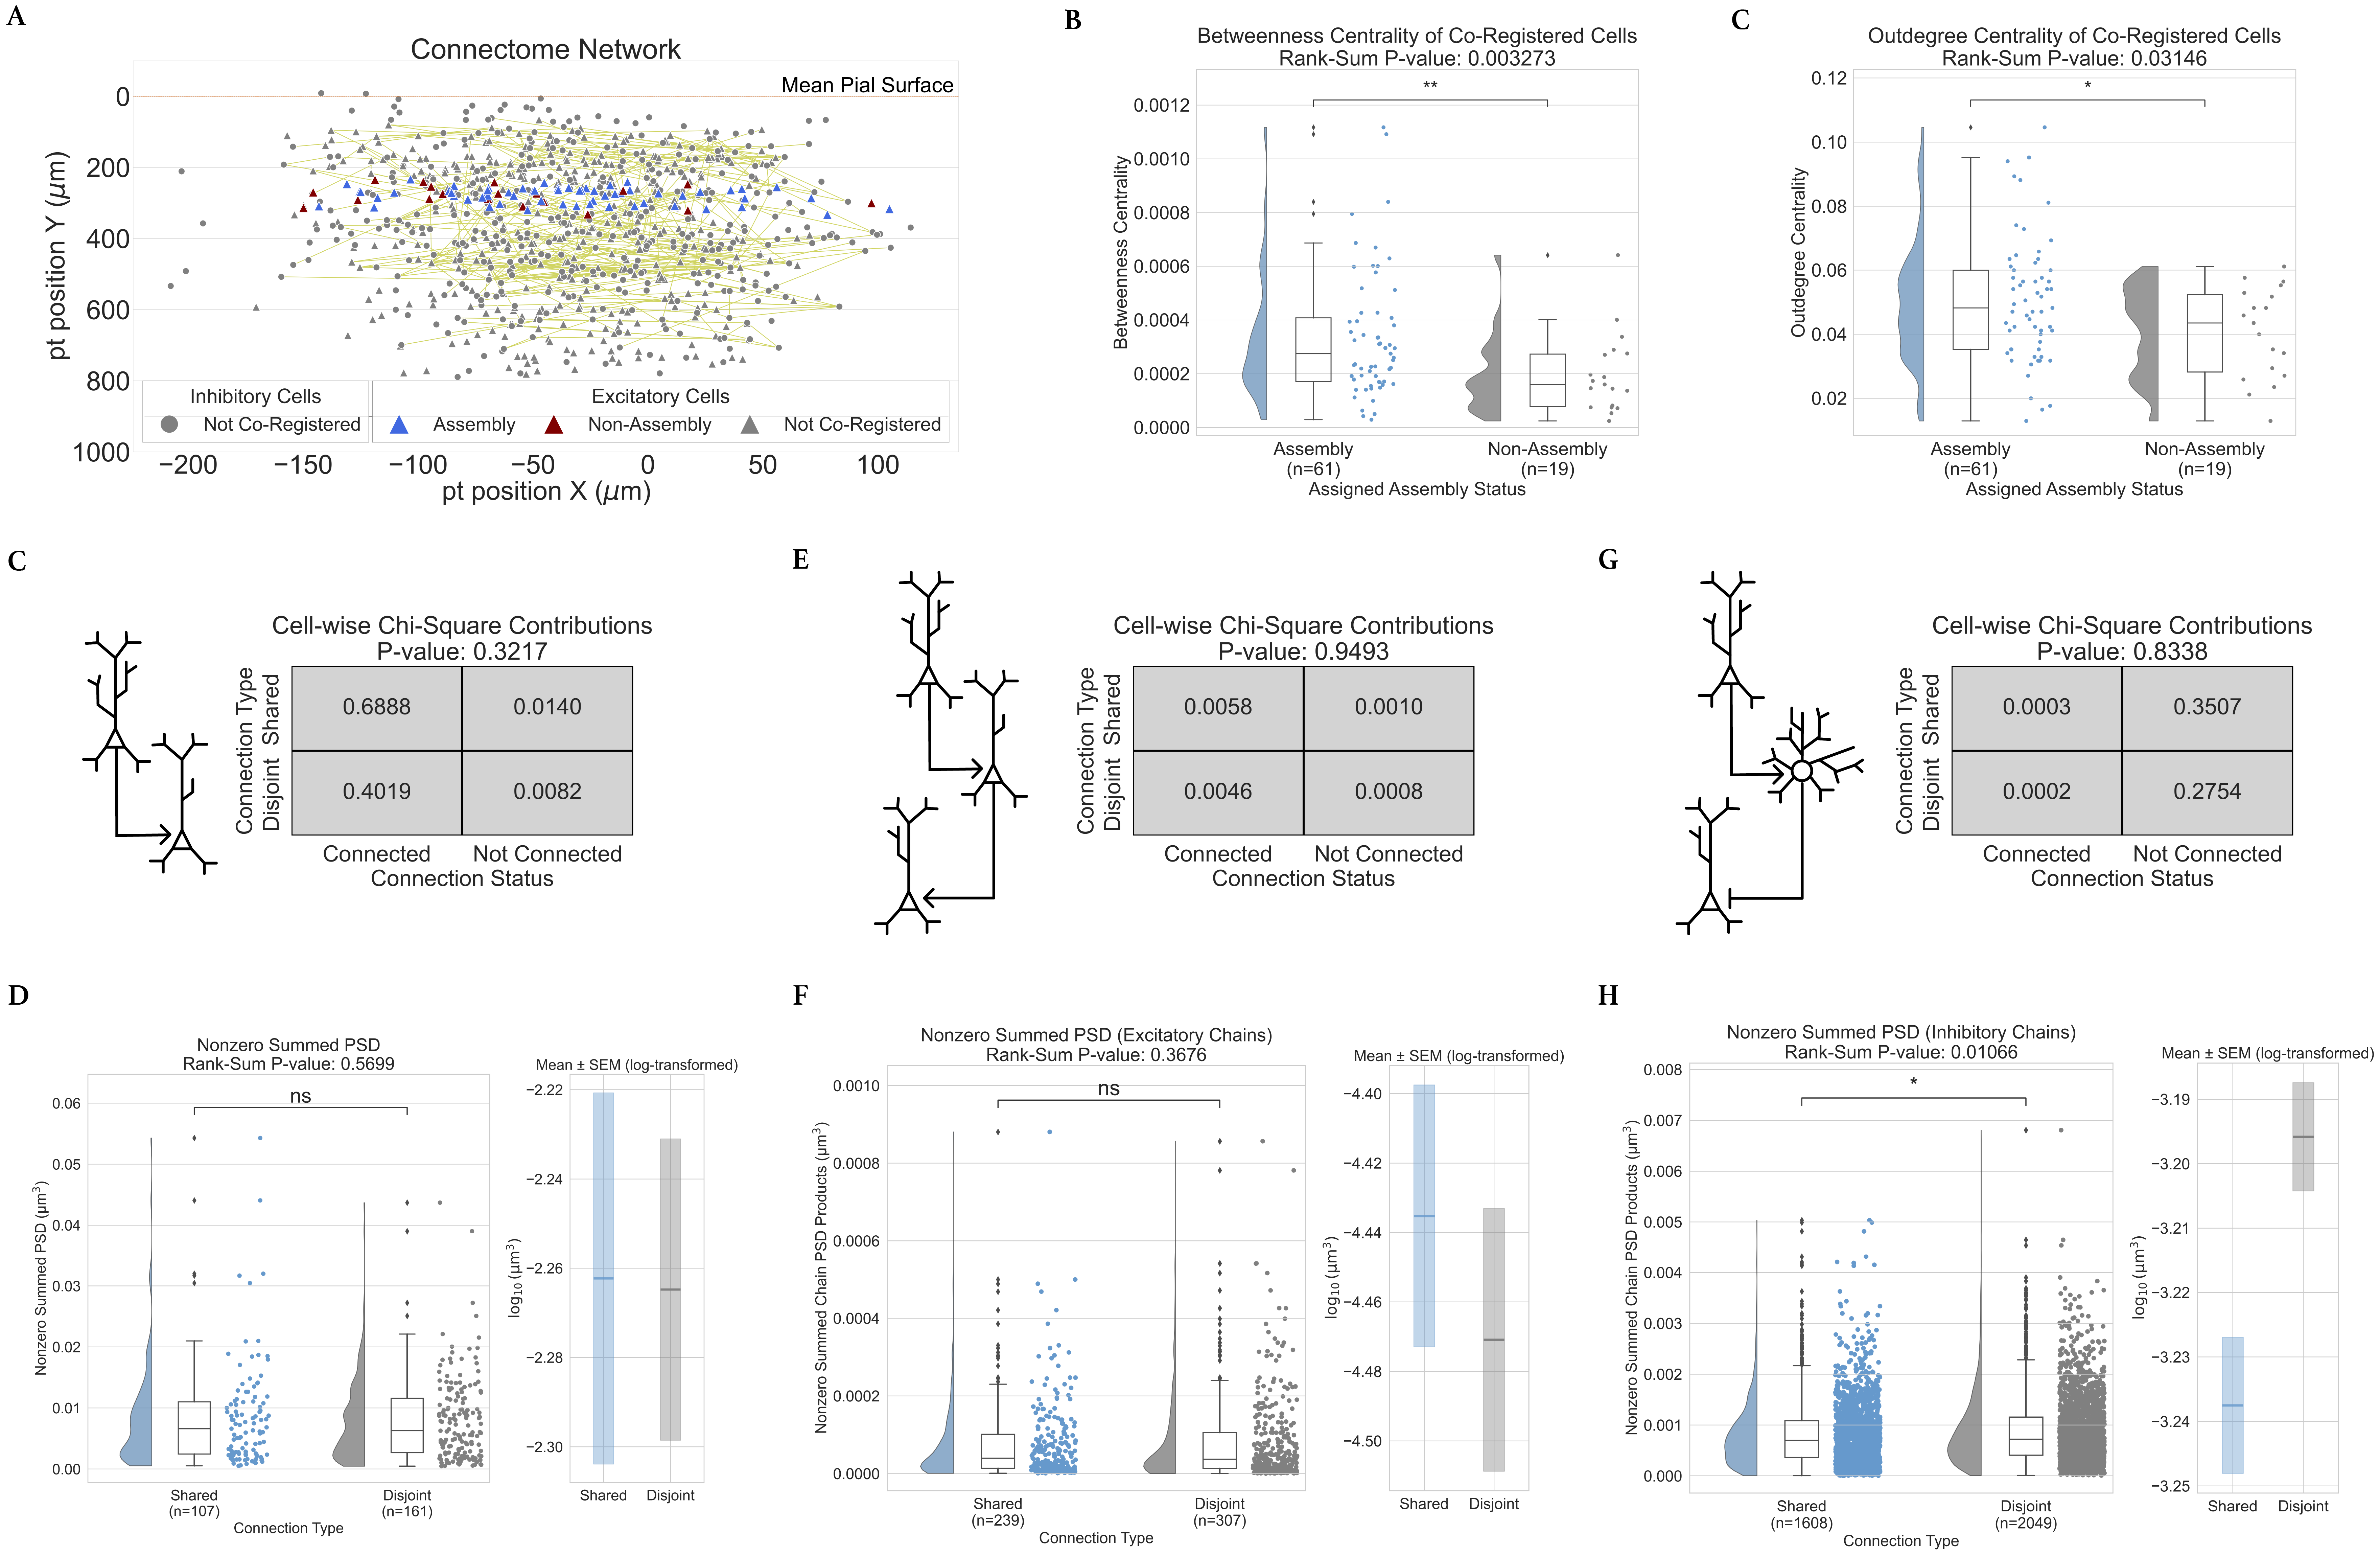 A
Connectome Network
Mean Pial Surface
0
200
400
600
800
1000
pt position Y (μm)
Inhibitory Cells
Not Co-Registered
Excitatory Cells
Assembly
Non-Assembly
Not Co-Registered
−200
−150
−100
−50
0
50
100
pt position X (μm)
B
Betweenness Centrality of Co-Registered Cells
Rank-Sum P-value: 0.003273
**
0.0012
0.0010
0.0008
0.0006
0.0004
0.0002
0.0000
Betweenness Centrality
Assembly
(n=61)
Non-Assembly
(n=19)
Assigned Assembly Status
C
Outdegree Centrality of Co-Registered Cells
Rank-Sum P-value: 0.03146
*
0.12
0.10
0.08
0.06
0.04
0.02
Outdegree Centrality
Assembly
(n=61)
Non-Assembly
(n=19)
Assigned Assembly Status
C
Cell-wise Chi-Square Contributions
P-value: 0.3217
Connection Type
Disjoint Shared
0.6888
0.0140
0.4019
0.0082
Connected
Not Connected
Connection Status
E
Cell-wise Chi-Square Contributions
P-value: 0.9493
Connection Type
Disjoint Shared
0.0058
0.0010
0.0046
0.0008
Connected
Not Connected
Connection Status
G
Cell-wise Chi-Square Contributions
P-value: 0.8338
Connection Type
Disjoint Shared
0.0003
0.3507
0.0002
0.2754
Connected
Not Connected
Connection Status
D
Nonzero Summed PSD
Rank-Sum P-value: 0.5699
ns
0.06
0.05
0.04
0.03
0.02
0.01
0.00
Nonzero Summed PSD (μm³)
Shared
(n=107)
Disjoint
(n=161)
Connection Type
Mean ± SEM (log-transformed)
−2.22
−2.24
−2.26
−2.28
−2.30
log₁₀ (μm³)
Shared
Disjoint
F
Nonzero Summed PSD (Excitatory Chains)
Rank-Sum P-value: 0.3676
ns
0.0010
0.0008
0.0006
0.0004
0.0002
0.0000
Nonzero Summed Chain PSD Products (μm³)
Shared
(n=239)
Disjoint
(n=307)
Connection Type
Mean ± SEM (log-transformed)
−4.40
−4.42
−4.44
−4.46
−4.48
−4.50
log₁₀ (μm³)
Shared
Disjoint
H
Nonzero Summed PSD (Inhibitory Chains)
Rank-Sum P-value: 0.01066
*
0.008
0.007
0.006
0.005
0.004
0.003
0.002
0.001
0.000
Nonzero Summed Chain PSD Products (μm³)
Shared
(n=1608)
Disjoint
(n=2049)
Connection Type
Mean ± SEM (log-transformed)
−3.19
−3.20
−3.21
−3.22
−3.23
−3.24
−3.25
log₁₀ (μm³)
Shared
Disjoint